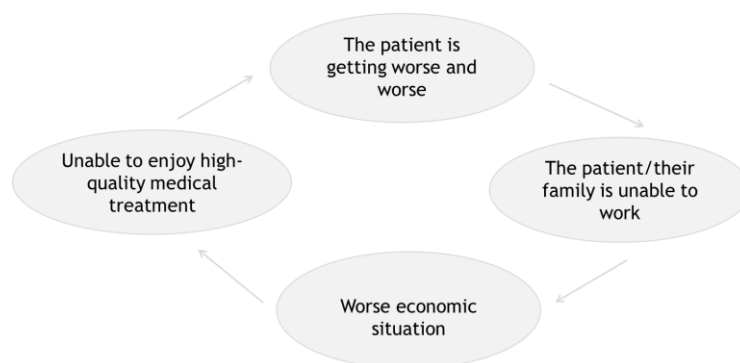 The patient is
getting worse and
worse
The patient/their
family is unable to
work
Worse economic
situation
Unable to enjoy high-
quality medical
treatment